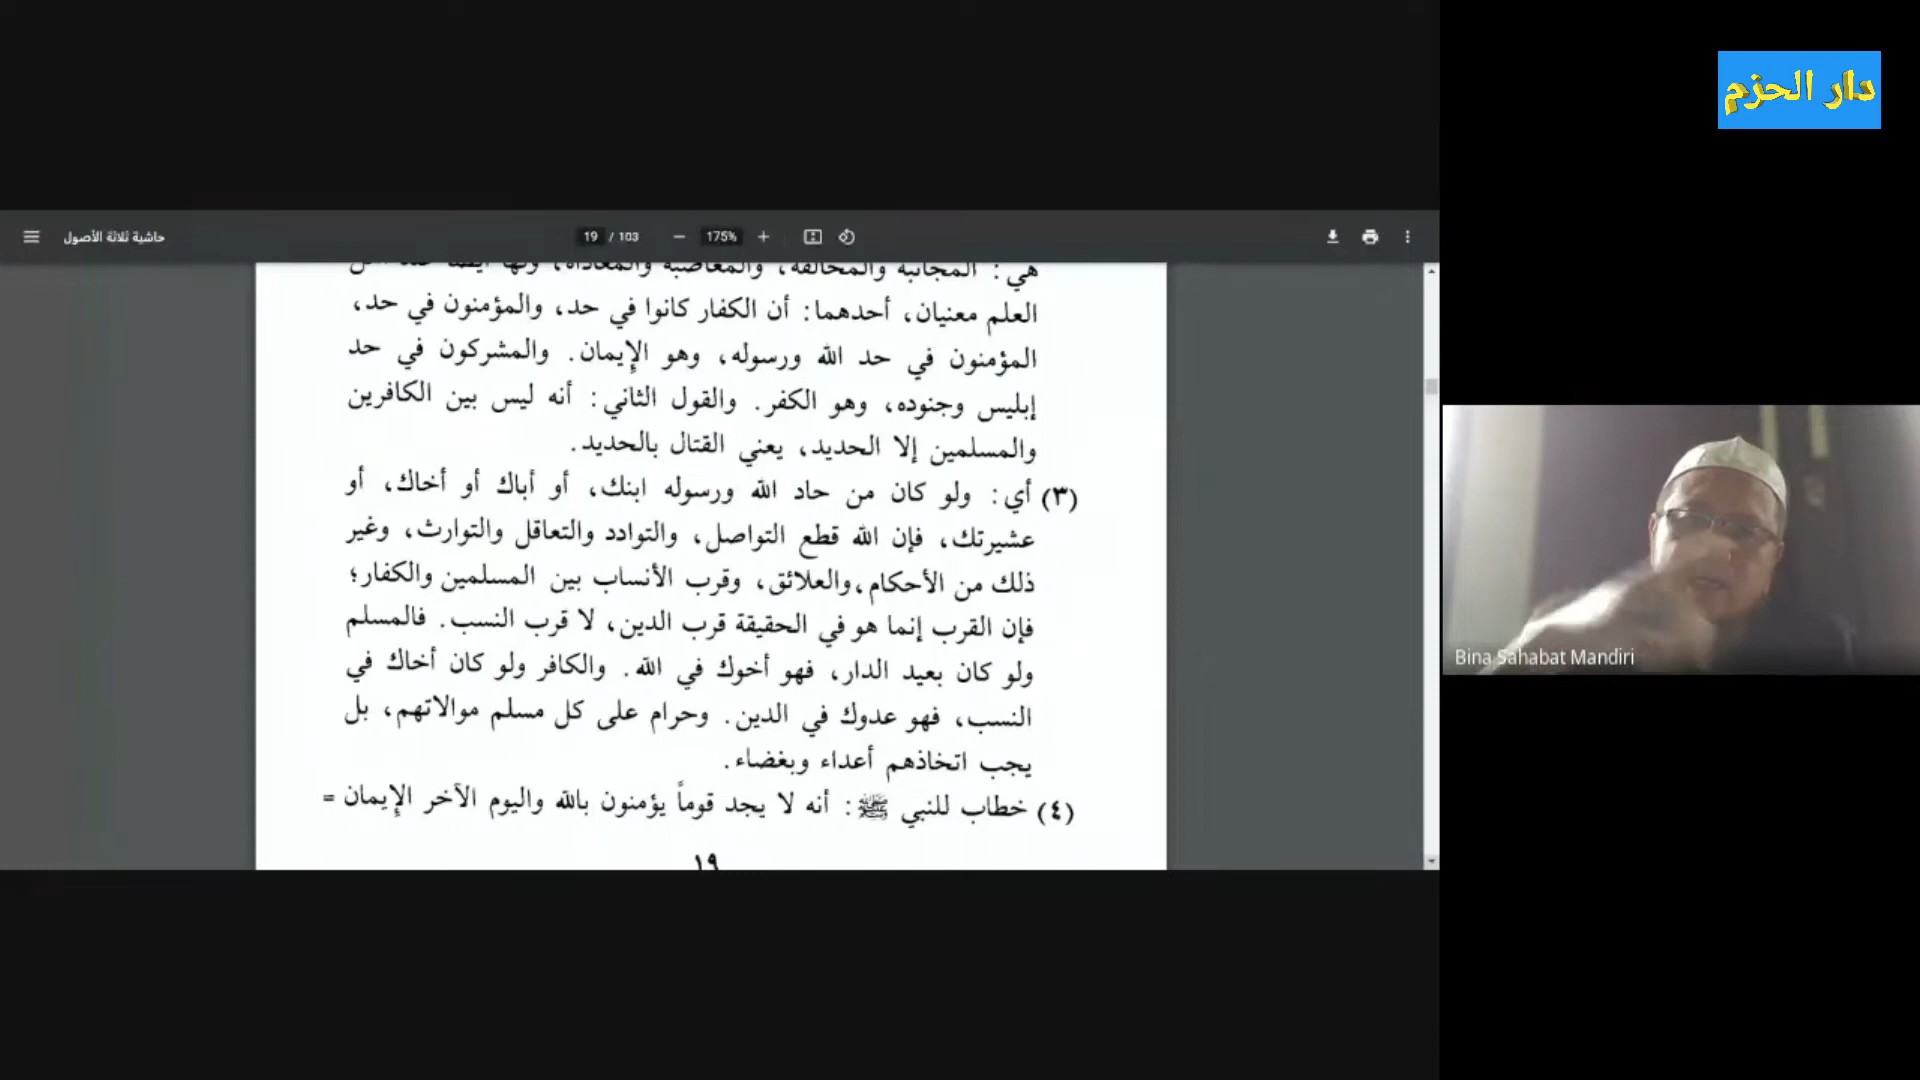 دار الحزم
حاشية ثلاثة الأصول
19 / 103
175%
هي: المجانبة والمخالفة، والمغاضبة والمعاداة،
العلم معنيان، أحدهما: أن الكفار كانوا في حد، والمؤمنون في حد،
المؤمنون في حد الله ورسوله، وهو الإيمان. والمشركون في حد
إبليس وجنوده، وهو الكفر. والقول الثاني: أنه ليس بين الكافرين
والمسلمين إلا الحديد، يعني القتال بالحديد.
(٣) أي: ولو كان من حاد الله ورسوله ابنك، أو أباك أو أخاك، أو
عشيرتك، فإن الله قطع التواصل، والتوادد والتعاقل والتوارث، وغير
ذلك من الأحكام، والعلائق، وقرب الأنساب بين المسلمين والكفار؛
فإن القرب إنما هو في الحقيقة قرب الدين، لا قرب النسب. فالمسلم
ولو كان بعيد الدار، فهو أخوك في الله. والكافر ولو كان أخاك في
النسب، فهو عدوك في الدين. وحرام على كل مسلم موالاتهم، بل
يجب اتخاذهم أعداء وبغضاء.
(٤) خطاب للنبي ﷺ: أنه لا يجد قوماً يؤمنون بالله واليوم الآخر الإيمان =
١٩
Bina Sahabat Mandiri